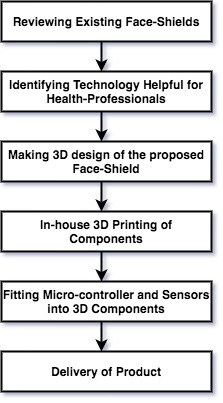 Reviewing Existing Face-Shields
Identifying Technology Helpful for
Health-Professionals
Making 3D design of the proposed
Face-Shield
In-house 3D Printing of
Components
Fitting Micro-controller and Sensors
into 3D Components
Delivery of Product